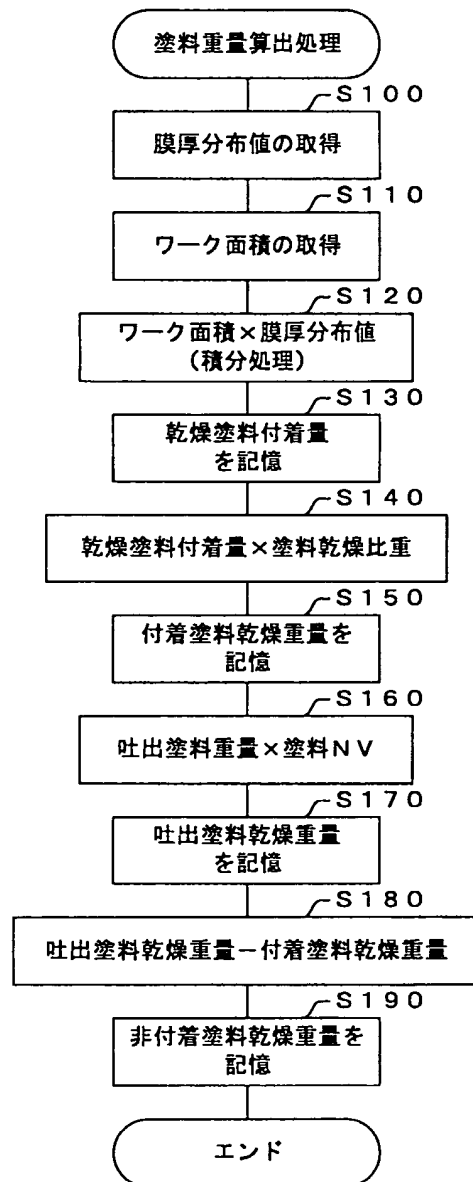 塗料重量算出処理
S100
膜厚分布値の取得
S110
ワーク面積の取得
S120
ワーク面積×膜厚分布値
(積分処理)
S130
乾燥塗料付着量
を記憶
S140
乾燥塗料付着量×塗料乾燥比重
S150
付着塗料乾燥重量を
記憶
S160
吐出塗料重量×塗料NV
S170
吐出塗料乾燥重量
を記憶
S180
吐出塗料乾燥重量－付着塗料乾燥重量
S190
非付着塗料乾燥重量を
記憶
エンド